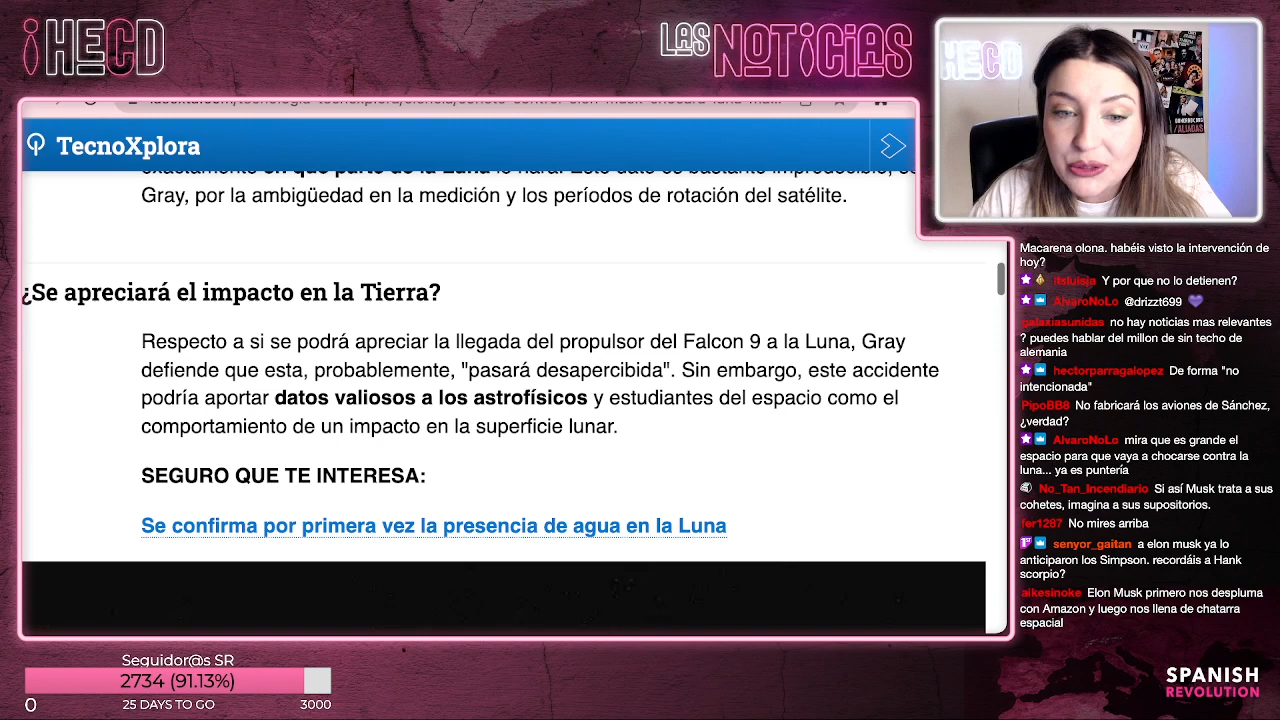 ¡HECD
LAS NOTICIAS
HECD
TecnoXplora
en qué parte de la Luna
Gray, por la ambigüedad en la medición y los períodos de rotación del satélite.
¿Se apreciará el impacto en la Tierra?
Respecto a si se podrá apreciar la llegada del propulsor del Falcon 9 a la Luna, Gray
defiende que esta, probablemente, "pasará desapercibida". Sin embargo, este accidente
podría aportar datos valiosos a los astrofísicos y estudiantes del espacio como el
comportamiento de un impacto en la superficie lunar.
SEGURO QUE TE INTERESA:
Se confirma por primera vez la presencia de agua en la Luna
Macarena olona. habéis visto la intervención de
hoy?
itsluisja Y por que no lo detienen?
AlvaroNoLo @drizzt699
galaxiasunidas no hay noticias mas relevantes
? puedes hablar del millon de sin techo de
alemania
hectorparragalopez De forma "no
intencionada"
PipoBB8 No fabricará los aviones de Sánchez,
¿verdad?
AlvaroNoLo mira que es grande el
espacio para que vaya a chocarse contra la
luna... ya es puntería
No_Tan_Incendiario Si así Musk trata a sus
cohetes, imagina a sus supositorios.
fer1287 No mires arriba
senyor_gaitan a elon musk ya lo
anticiparon los Simpson. recordáis a Hank
scorpio?
aikesinoke Elon Musk primero nos despluma
con Amazon y luego nos llena de chatarra
espacial
Seguidor@s SR
2734 (91.13%)
0 25 DAYS TO GO 3000
SPANISH
REVOLUTION